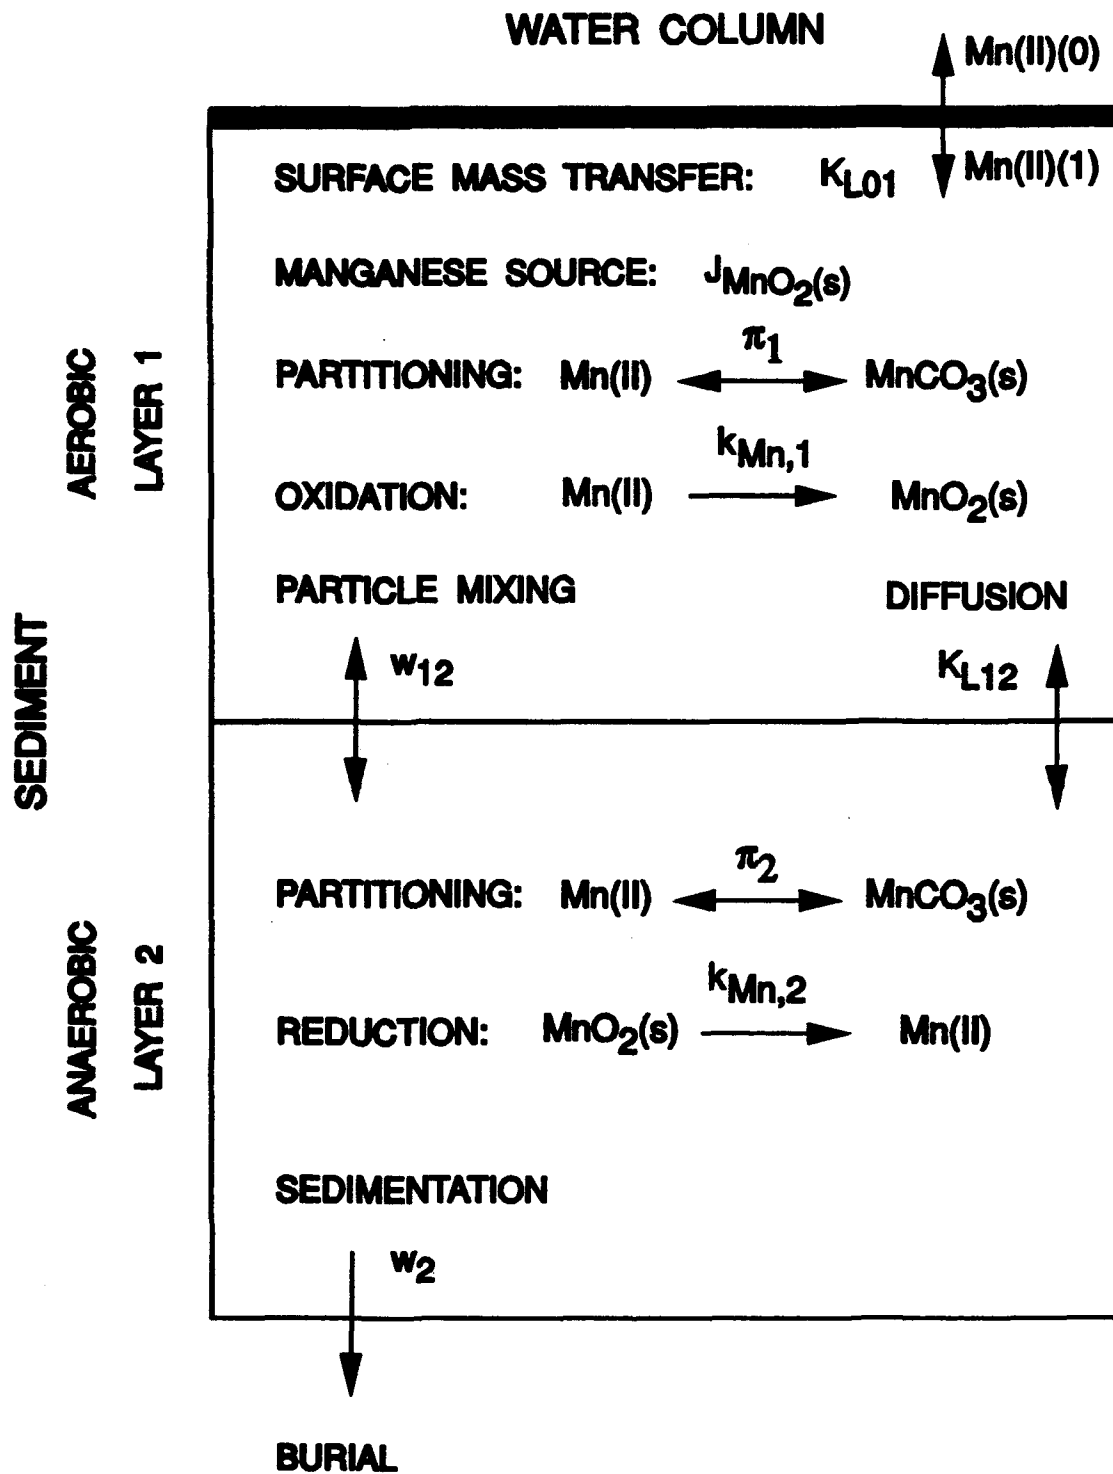 WATER COLUMN
Mn(II)(0)
SURFACE MASS TRANSFER: KL01 Mn(II)(1)
MANGANESE SOURCE: JMnO2(s)
PARTITIONING: Mn(II) π1 MnCO3(s)
OXIDATION: Mn(II) kMn,1 MnO2(s)
PARTICLE MIXING DIFFUSION
w12 KL12
AEROBIC
LAYER 1
SEDIMENT
PARTITIONING: Mn(II) π2 MnCO3(s)
REDUCTION: MnO2(s) kMn,2 Mn(II)
ANAEROBIC
LAYER 2
SEDIMENTATION
w2
BURIAL